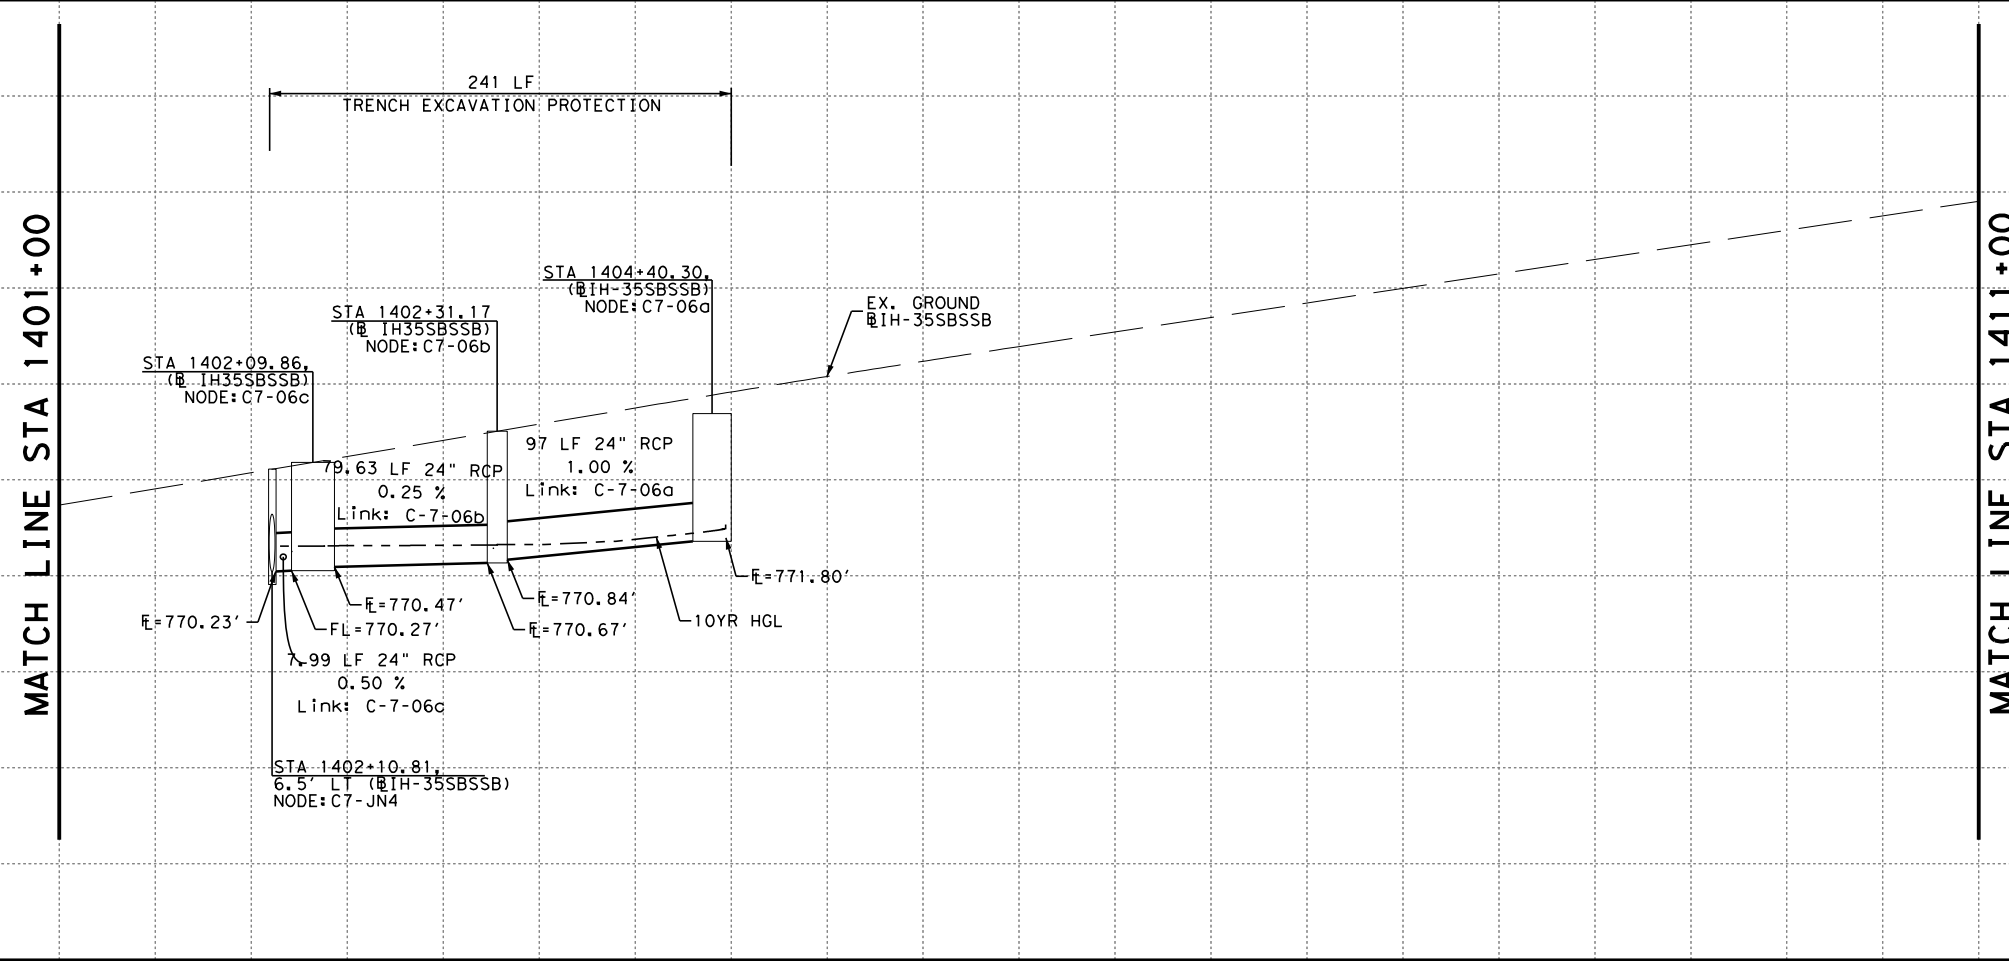 241 LF
TRENCH EXCAVATION PROTECTION
MATCH LINE STA 1401+00
MATCH LINE STA 1411+00
STA 1404+40.30,
(BLIH-35SBSSB)
NODE:C7-06a
EX. GROUND
BLIH-35SBSSB
STA 1402+31.17
(BL IH35SBSSB)
NODE:C7-06b
STA 1402+09.86,
(BL IH35SBSSB)
NODE:C7-06c
97 LF 24" RCP
1.00 %
Link: C-7-06a
79.63 LF 24" RCP
0.25 %
Link: C-7-06b
FL=771.80'
FL=770.84'
FL=770.47'
FL=770.23'
FL=770.27'
FL=770.67'
10YR HGL
7.99 LF 24" RCP
0.50 %
Link: C-7-06c
STA 1402+10.81,
6.5' LT (BLIH-35SBSSB)
NODE:C7-JN4